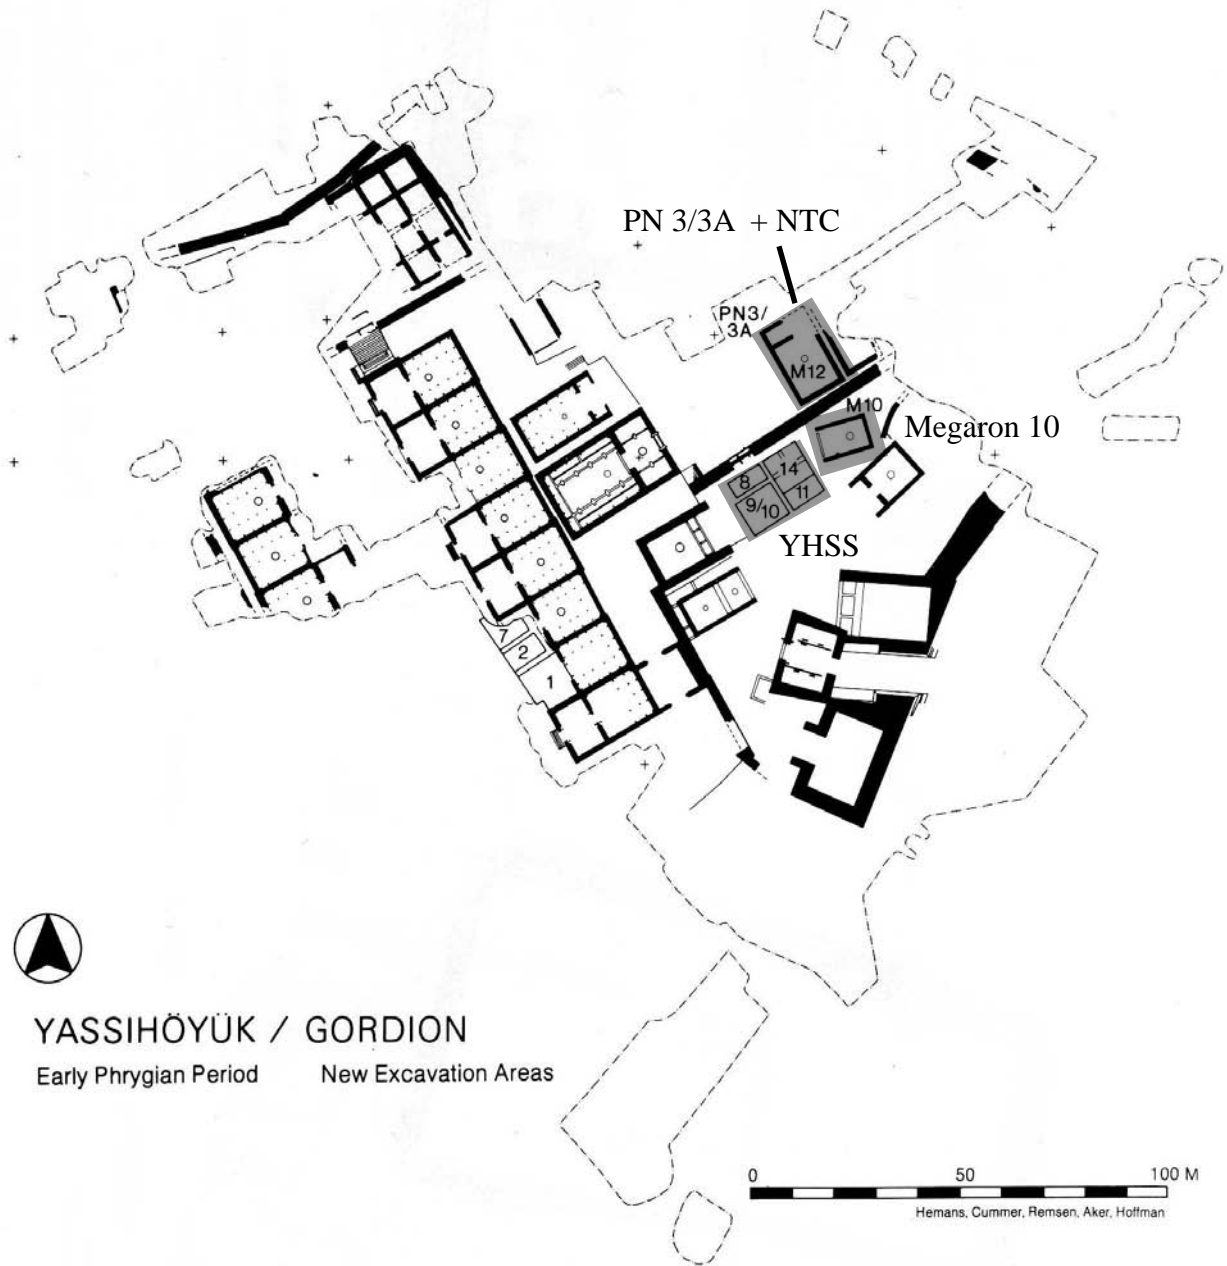 PN 3/3A + NTC
PN3/
3A
M12
M10
Megaron 10
14
8
11
9/10
YHSS
7
2
1
YASSIHÖYÜK / GORDION
Early Phrygian Period New Excavation Areas
0 50 100 M
Hemans, Cummer, Remsen, Aker, Hoffman